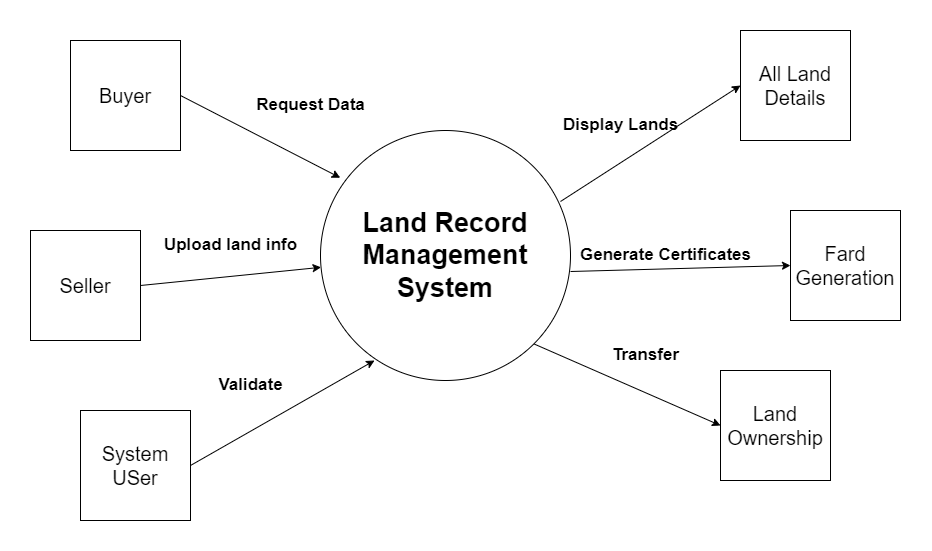 Buyer
Request Data
All Land
Details
Display Lands
Land Record
Management
System
Seller
Upload land info
Generate Certificates
Fard
Generation
Validate
Transfer
System
USer
Land
Ownership